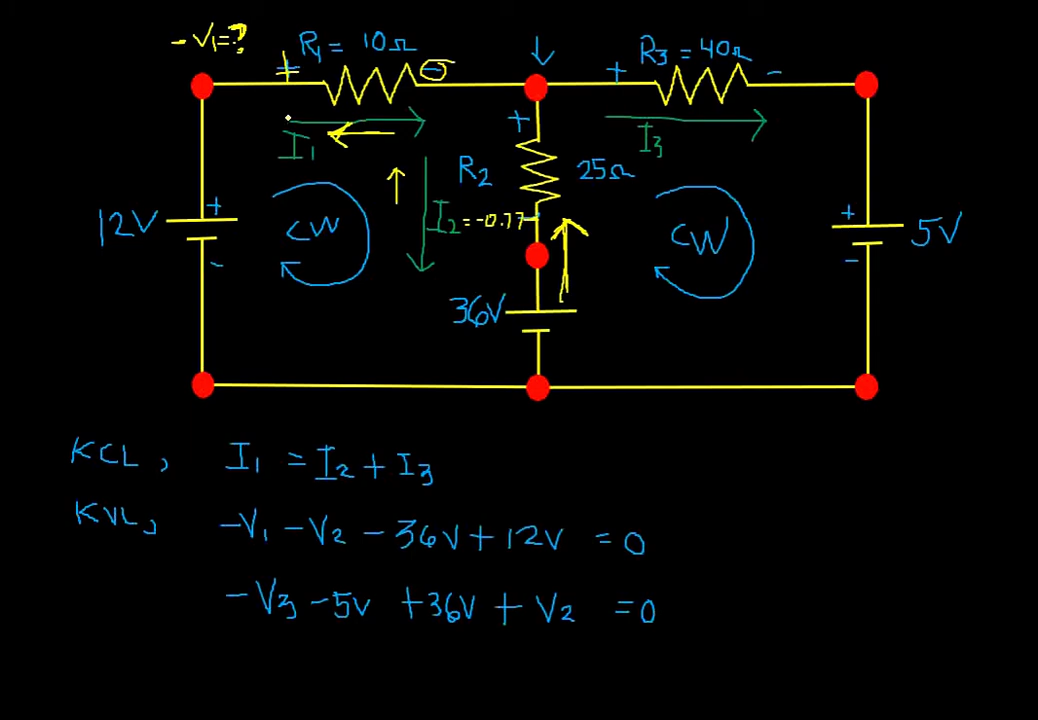 -V1=?
R1 = 10Ω
R3 = 40Ω
+ -
+ -
I1
I3
+
R2
25Ω
I2 = -0.77
-
12V
+
-
CW
CW
+
-
5V
36V
KCL, I1 = I2 + I3
KVL, -V1 - V2 - 36V + 12V = 0
-V3 - 5V + 36V + V2 = 0